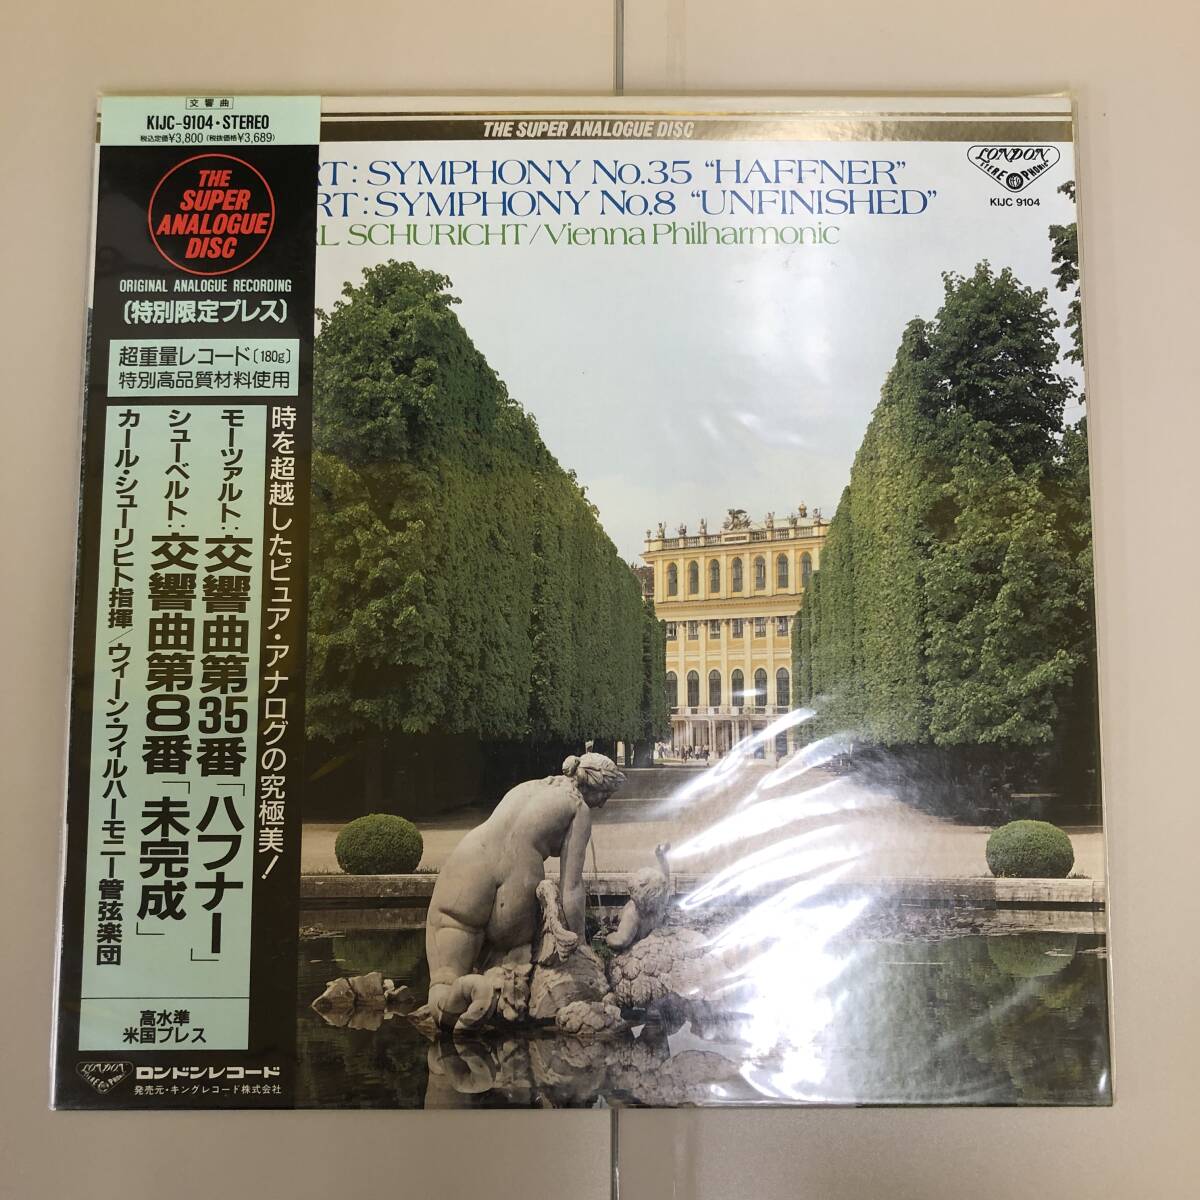 交響曲
KIJC-9104・STEREO
税込定価¥3,800(税抜価格¥3,689)
THE
SUPER
ANALOGUE
DISC
ORIGINAL ANALOGUE RECORDING
〔特別限定プレス〕
超重量レコード〔180g〕
特別高品質材料使用
時を超越したピュア・アナログの究極美!
モーツァルト:交響曲第35番「ハフナー」
シューベルト:交響曲第8番「未完成」
カール・シューリヒト指揮/ウィーン・フィルハーモニー管弦楽団
高水準
米国プレス
LONDON
ロンドンレコード
発売元・キングレコード株式会社
THE SUPER ANALOGUE DISC
RT: SYMPHONY No.35 “HAFFNER”
RT: SYMPHONY No.8 “UNFINISHED”
RL SCHURICHT/Vienna Philharmonic
LONDON
STEREOPHONIC
KIJC 9104